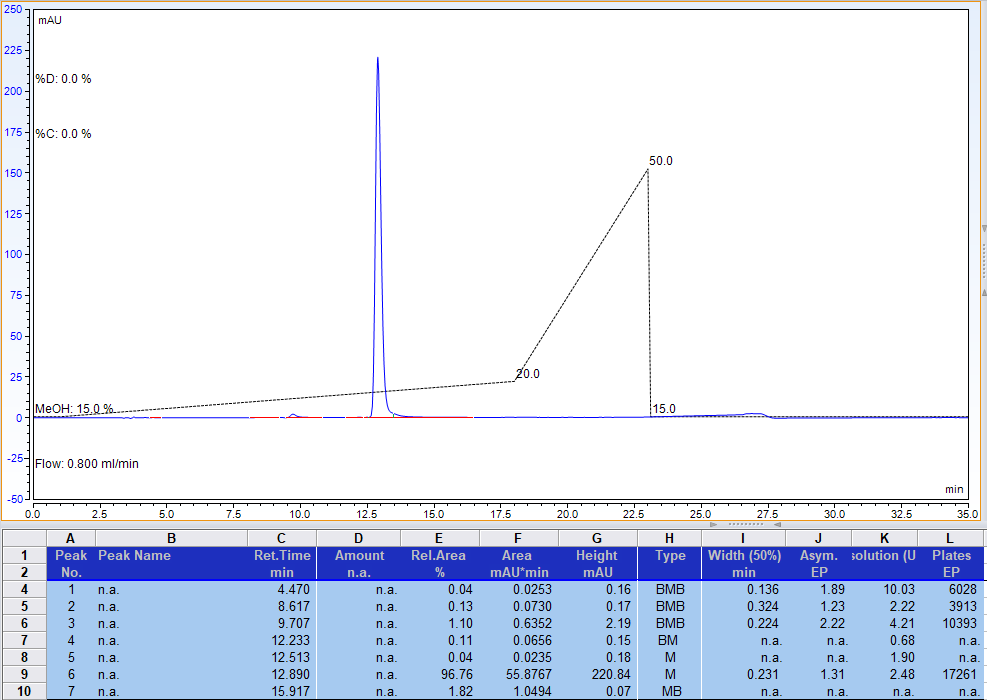 250
mAU
225
%D: 0.0 %
200
175
%C: 0.0 %
150
50.0
125
100
75
50
25
20.0
MeOH: 15.0 %
15.0
0
-25
Flow: 0.800 ml/min
min
-50
0.0 2.5 5.0 7.5 10.0 12.5 15.0 17.5 20.0 22.5 25.0 27.5 30.0 32.5 35.0
A B C D E F G H I J K L
1 Peak Peak Name Ret.Time Amount Rel.Area Area Height Type Width (50%) Asym. solution (U Plates
2 No. min n.a. % mAU*min mAU min EP EP
4 1 n.a. 4.470 n.a. 0.04 0.0253 0.16 BMB 0.136 1.89 10.03 6028
5 2 n.a. 8.617 n.a. 0.13 0.0730 0.17 BMB 0.324 1.23 2.22 3913
6 3 n.a. 9.707 n.a. 1.10 0.6352 2.19 BMB 0.224 2.22 4.21 10393
7 4 n.a. 12.233 n.a. 0.11 0.0656 0.15 BM n.a. n.a. 0.68 n.a.
8 5 n.a. 12.513 n.a. 0.04 0.0235 0.18 M n.a. n.a. 1.90 n.a.
9 6 n.a. 12.890 n.a. 96.76 55.8767 220.84 M 0.231 1.31 2.48 17261
10 7 n.a. 15.917 n.a. 1.82 1.0494 0.07 MB n.a. n.a. n.a. n.a.